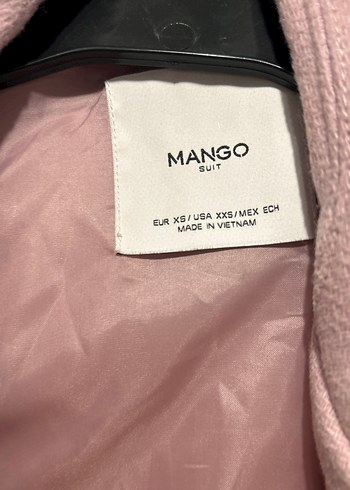 MANGO
SUIT
EUR XS/USA XXS/MEX ECH
MADE IN VIETNAM